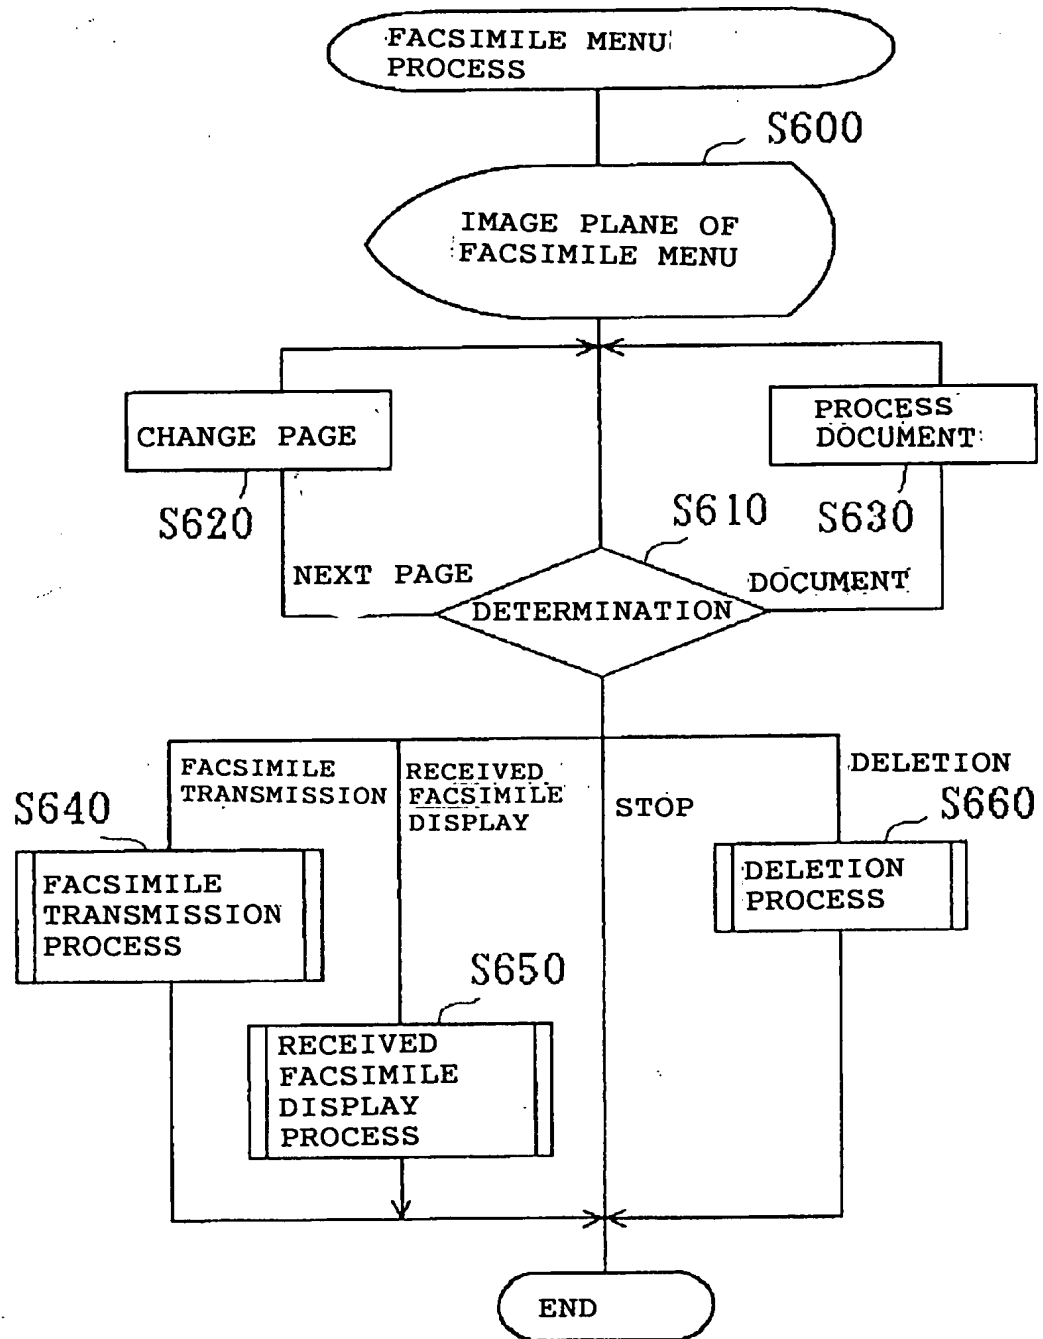 FACSIMILE MENU
PROCESS
S600
IMAGE PLANE OF
FACSIMILE MENU
CHANGE PAGE
S620
PROCESS
DOCUMENT
S630
S610
NEXT PAGE
DETERMINATION
DOCUMENT
FACSIMILE
TRANSMISSION
RECEIVED
FACSIMILE
DISPLAY
STOP
DELETION
S640
FACSIMILE
TRANSMISSION
PROCESS
S660
DELETION
PROCESS
S650
RECEIVED
FACSIMILE
DISPLAY
PROCESS
END